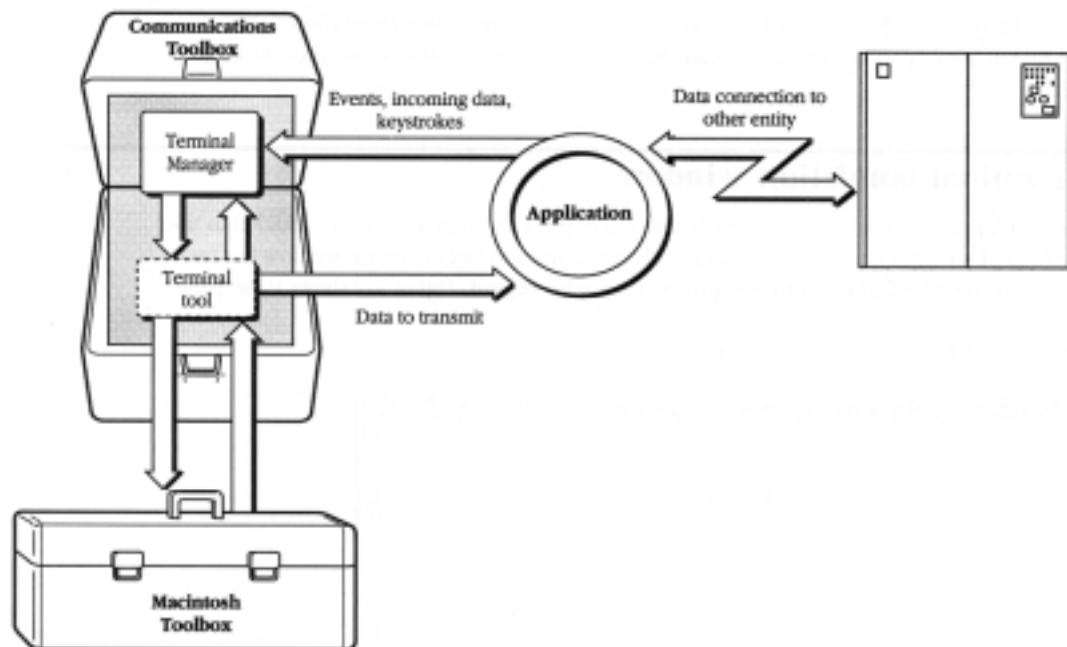 Communications
Toolbox
Terminal
Manager
Events, incoming data,
keystrokes
Data connection to
other entity
Application
Terminal
tool
Data to transmit
Macintosh
Toolbox